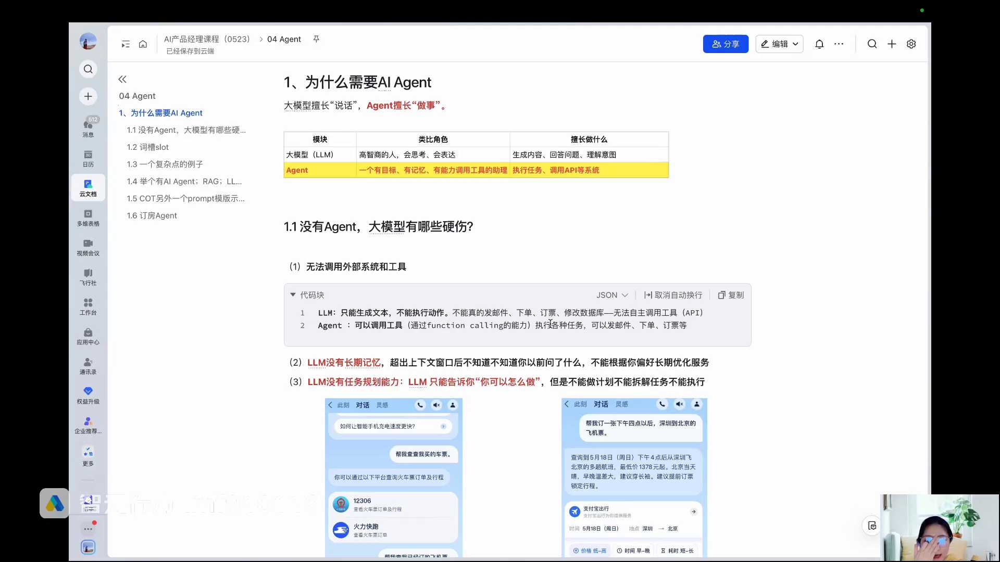 AI产品经理课程（0523） > 04 Agent
已经保存到云端
分享
编辑
512
消息
30
日历
云文档
多维表格
视频会议
飞行社
工作台
应用中心
通讯录
权益升级
企业推荐...
更多
04 Agent
1、为什么需要AI Agent
1.1 没有Agent，大模型有哪些硬...
1.2 词槽slot
1.3 一个复杂点的例子
1.4 举个有AI Agent；RAG；LL...
1.5 COT另外一个prompt模版示...
1.6 订房Agent
1、为什么需要AI Agent
大模型擅长“说话”，Agent擅长“做事”。
模块 类比角色 擅长做什么
大模型（LLM） 高智商的人，会思考、会表达 生成内容、回答问题、理解意图
Agent 一个有目标、有记忆、有能力调用工具的助理 执行任务、调用API等系统
1.1 没有Agent，大模型有哪些硬伤？
（1）无法调用外部系统和工具
代码块 JSON 取消自动换行 复制
1 LLM：只能生成文本，不能执行动作。不能真的发邮件、下单、订票、修改数据库——无法自主调用工具（API）
2 Agent ：可以调用工具（通过function calling的能力）执行各种任务，可以发邮件、下单、订票等
（2）LLM没有长期记忆，超出上下文窗口后不知道不知道你以前问了什么，不能根据你偏好长期优化服务
（3）LLM没有任务规划能力：LLM 只能告诉你“你可以怎么做”，但是不能做计划不能拆解任务不能执行
此刻 对话 灵感
如何让智能手机充电速度更快?
帮我查查我买的车票。
你可以通过以下平台查询火车票订单及行程
12306
查看火车票订单及行程
火力快跑
查看火车票订单
帮我查我已经订的飞机票
此刻 对话 灵感
帮我订一张下午四点以后，深圳到北京的
飞机票。
查询到5月18日（周日）下午4点后从深圳飞
北京的多趟航班，最低价1378元起。北京当天
晴，早晚温差大，建议穿长袖。建议提前订票
锁定行程。
支付宝出行
支付宝出行为你提供服务
时间 5月18日（周日） 地点 深圳 → 北京
价格 低-高 时间 早-晚 耗时 短-长